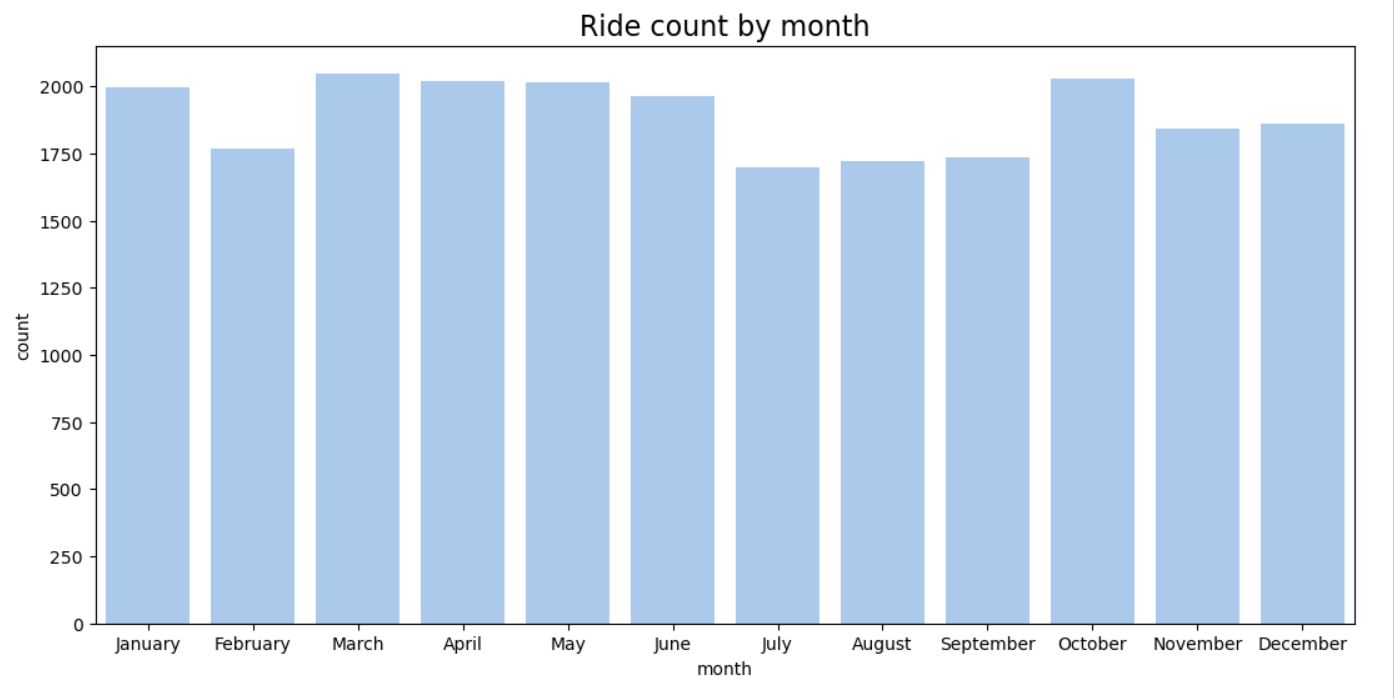 Ride count by month
2000
1750
1500
1250
1000
750
500
250
0
count
January February March April May June July August September October November December
month